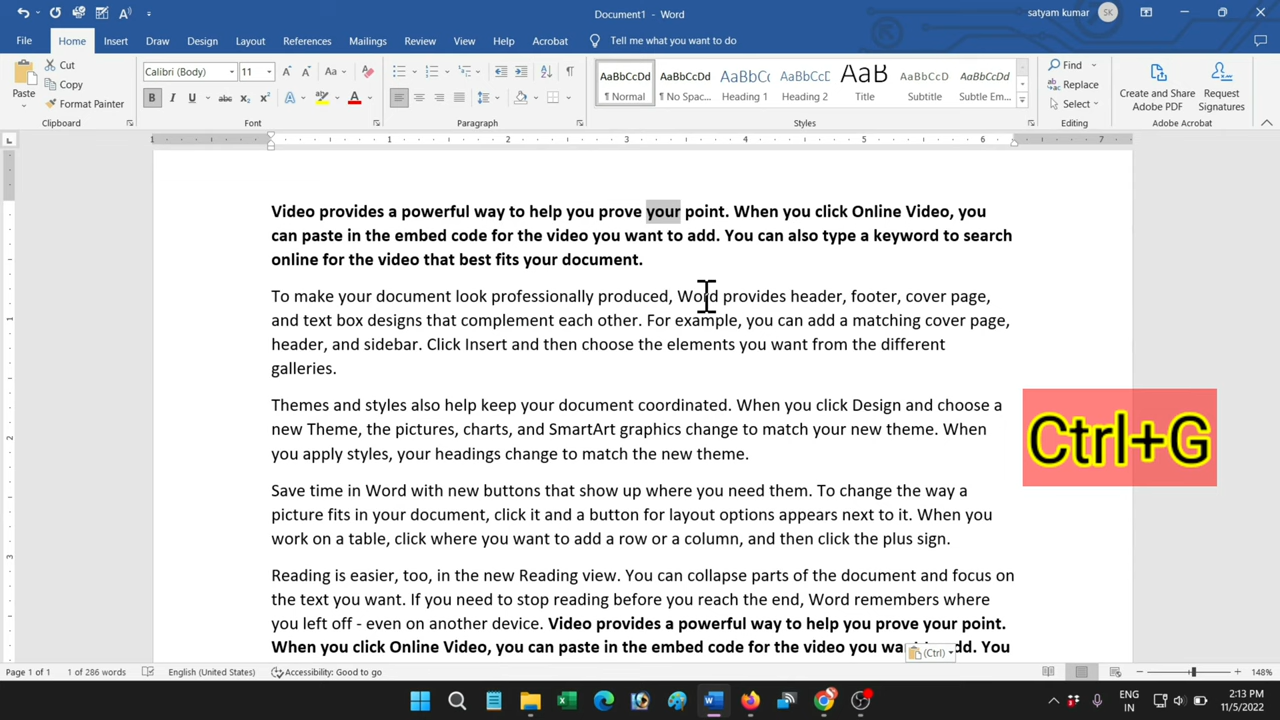 Document1 - Word
satyam kumar SK
File Home Insert Draw Design Layout References Mailings Review View Help Acrobat Tell me what you want to do
Paste
Cut
Copy
Format Painter
Clipboard
Calibri (Body) 11
Font
Paragraph
AaBbCcDd AaBbCcDd AaBbCc AaBbCcD AaB AaBbCcDd AaBbCcDd
¶ Normal ¶ No Spac... Heading 1 Heading 2 Title Subtitle Subtle Em...
Styles
Find
Replace
Select
Editing
Create and Share
Adobe PDF
Request
Signatures
Adobe Acrobat
1 1 2 3 4 5 6 7
Video provides a powerful way to help you prove your point. When you click Online Video, you
can paste in the embed code for the video you want to add. You can also type a keyword to search
online for the video that best fits your document.
To make your document look professionally produced, Word provides header, footer, cover page,
and text box designs that complement each other. For example, you can add a matching cover page,
header, and sidebar. Click Insert and then choose the elements you want from the different
galleries.
Themes and styles also help keep your document coordinated. When you click Design and choose a
new Theme, the pictures, charts, and SmartArt graphics change to match your new theme. When
you apply styles, your headings change to match the new theme.
Ctrl+G
Save time in Word with new buttons that show up where you need them. To change the way a
picture fits in your document, click it and a button for layout options appears next to it. When you
work on a table, click where you want to add a row or a column, and then click the plus sign.
Reading is easier, too, in the new Reading view. You can collapse parts of the document and focus on
the text you want. If you need to stop reading before you reach the end, Word remembers where
you left off - even on another device. Video provides a powerful way to help you prove your point.
When you click Online Video, you can paste in the embed code for the video you want to add. You
(Ctrl)
Page 1 of 1 1 of 286 words English (United States) Accessibility: Good to go 148%
ENG
IN
2:13 PM
11/5/2022